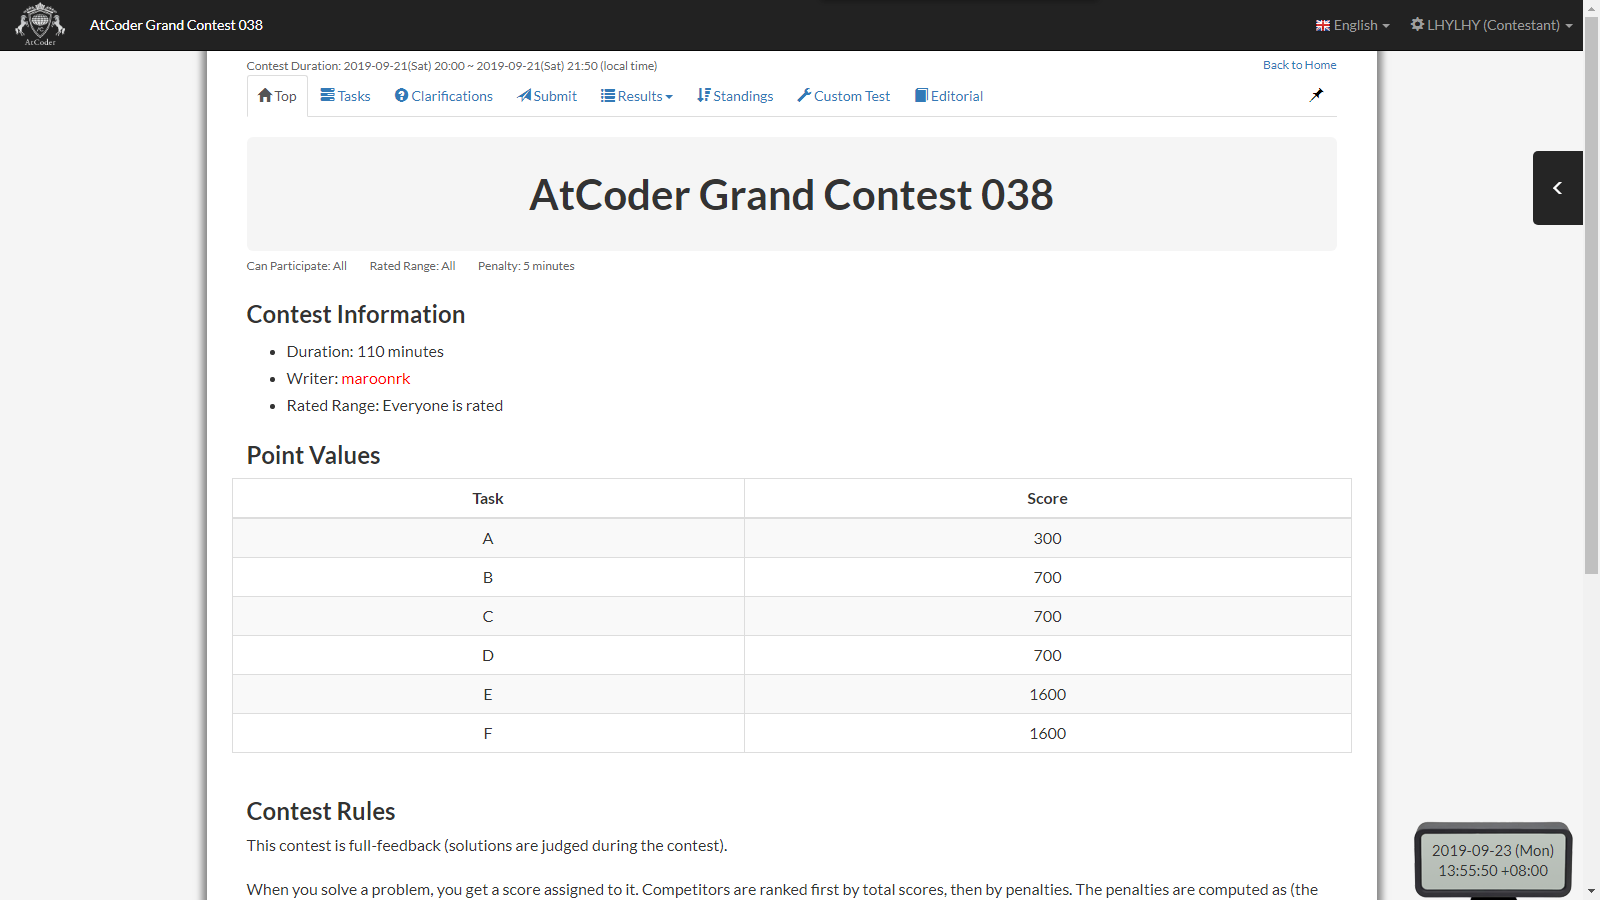 AtCoder
AtCoder Grand Contest 038
English
LHYLHY (Contestant)
Contest Duration: 2019-09-21(Sat) 20:00 ~ 2019-09-21(Sat) 21:50 (local time)
Back to Home
Top
Tasks
Clarifications
Submit
Results
Standings
Custom Test
Editorial
AtCoder Grand Contest 038
Can Participate: All
Rated Range: All
Penalty: 5 minutes
Contest Information
Duration: 110 minutes
Writer: maroonrk
Rated Range: Everyone is rated
Point Values
Task Score
A 300
B 700
C 700
D 700
E 1600
F 1600
Contest Rules
This contest is full-feedback (solutions are judged during the contest).
When you solve a problem, you get a score assigned to it. Competitors are ranked first by total scores, then by penalties. The penalties are computed as (the
2019-09-23 (Mon)
13:55:50 +08:00